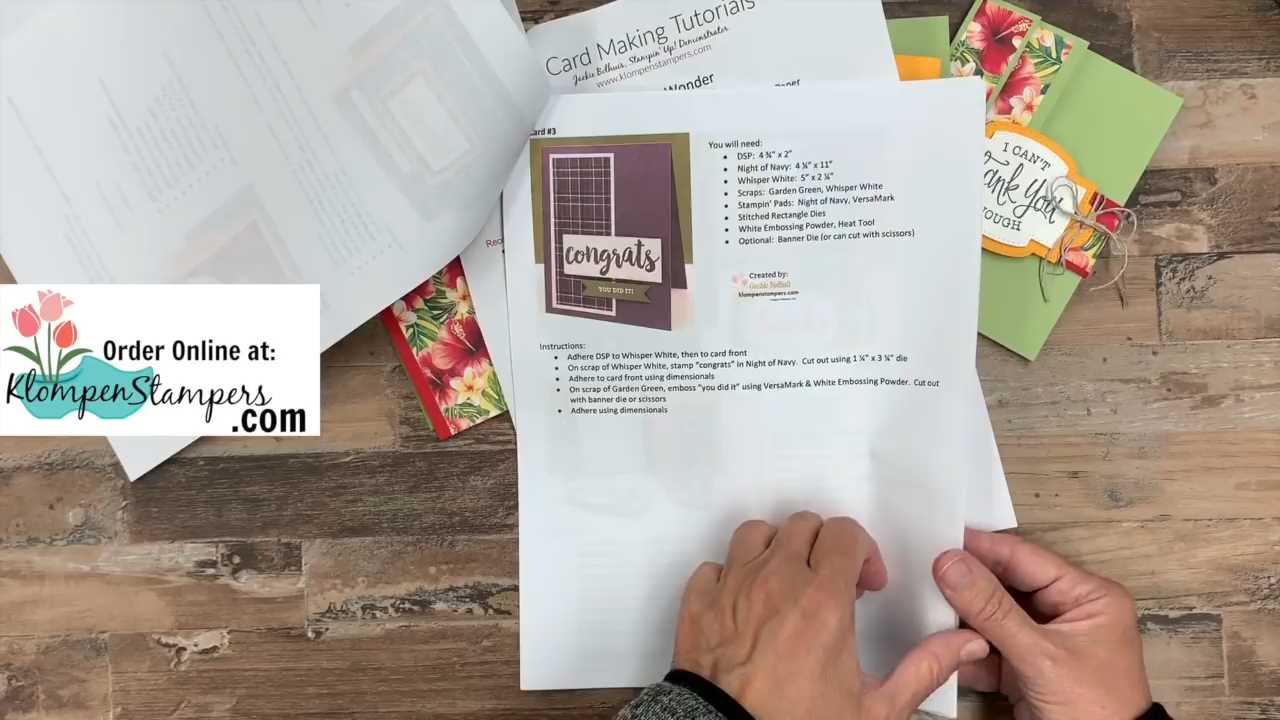 Card Making Tutorials
Jackie Bolhuis, Stampin' Up! Demonstrator
www.klompenstampers.com
Wonder
Paper
Card #3
You will need:
• DSP: 4 ¾" x 2"
• Night of Navy: 4 ¼" x 11"
• Whisper White: 5" x 2 ¼"
• Scraps: Garden Green, Whisper White
• Stampin' Pads: Night of Navy, VersaMark
• Stitched Rectangle Dies
• White Embossing Powder, Heat Tool
• Optional: Banner Die (or can cut with scissors)
congrats
YOU DID IT!
Created by:
Jackie Bolhuis
klompenstampers.com
Instructions:
• Adhere DSP to Whisper White, then to card front
• On scrap of Whisper White, stamp "congrats" in Night of Navy. Cut out using 1 ¼" x 3 ¼" die
• Adhere to card front using dimensionals
• On scrap of Garden Green, emboss "you did it" using VersaMark & White Embossing Powder. Cut out
with banner die or scissors
• Adhere using dimensionals
I CAN'T
thank you
Order Online at:
KlompenStampers
.com